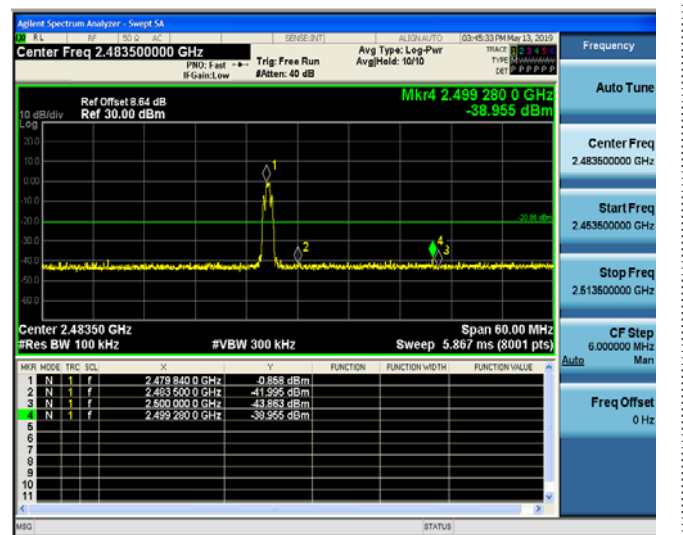 Agilent Spectrum Analyzer - Swept SA
RL RF 50 Ω AC SENSE:INT ALIGN AUTO 03:45:33 PM May 13, 2019
Center Freq 2.483500000 GHz
PNO: Fast
IFGain:Low
Trig: Free Run
#Atten: 40 dB
Avg Type: Log-Pwr
Avg|Hold: 10/10
TRACE 1 2 3 4 5 6
TYPE
DET P P P P P P
Mkr4 2.499 280 0 GHz
-38.955 dBm
Ref Offset 8.64 dB
10 dB/div Ref 30.00 dBm
Log
20.0
10.0
0.00
-10.0
-20.0
-30.0
-40.0
-50.0
-60.0
1
2
4
3
-20.86 dBm
Center 2.48350 GHz Span 60.00 MHz
#Res BW 100 kHz #VBW 300 kHz Sweep 5.867 ms (8001 pts)
MKR MODE TRC SCL X Y FUNCTION FUNCTION WIDTH FUNCTION VALUE
1 N 1 f 2.479 840 0 GHz -0.858 dBm
2 N 1 f 2.483 500 0 GHz -41.995 dBm
3 N 1 f 2.500 000 0 GHz -43.863 dBm
4 N 1 f 2.499 280 0 GHz -38.955 dBm
5
6
7
8
9
10
11
MSG STATUS
Frequency
Auto Tune
Center Freq
2.483500000 GHz
Start Freq
2.453500000 GHz
Stop Freq
2.513500000 GHz
CF Step
6.000000 MHz
Auto Man
Freq Offset
0 Hz